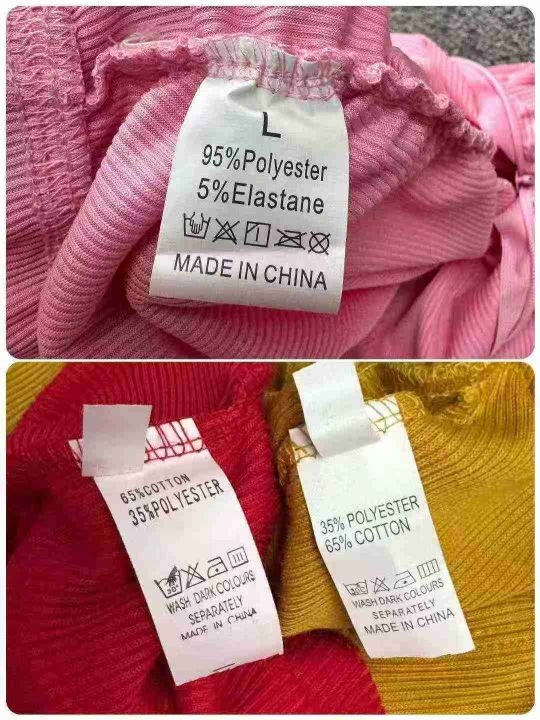 L
95%Polyester
5%Elastane
MADE IN CHINA
65%COTTON
35%POLYESTER
30°
WASH DARK COLOURS
SEPARATELY
MADE IN CHINA
35% POLYESTER
65% COTTON
WASH DARK COLOURS
SEPARATELY
MADE IN CHINA